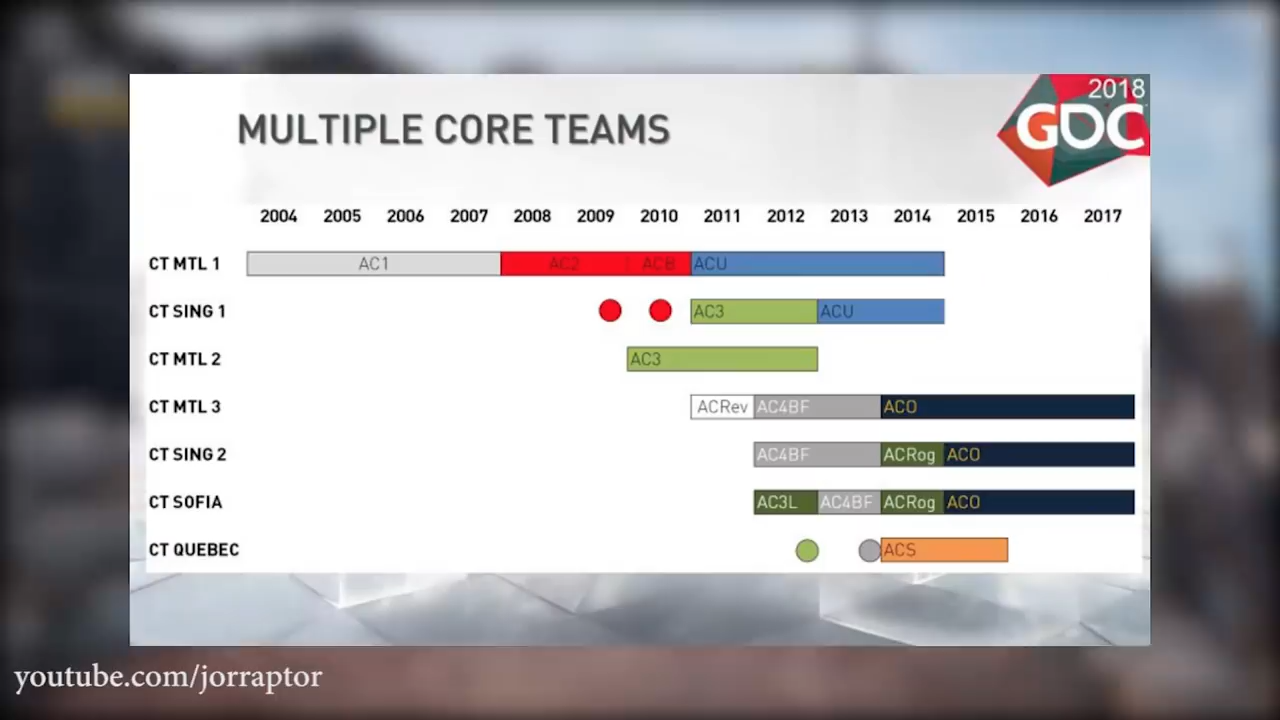 2018
GDC
MULTIPLE CORE TEAMS
2004 2005 2006 2007 2008 2009 2010 2011 2012 2013 2014 2015 2016 2017
CT MTL 1 AC1 AC2 ACB ACU
CT SING 1 AC3 ACU
CT MTL 2 AC3
CT MTL 3 ACRev AC4BF ACO
CT SING 2 AC4BF ACRog ACO
CT SOFIA AC3L AC4BF ACRog ACO
CT QUEBEC ACS
youtube.com/jorraptor